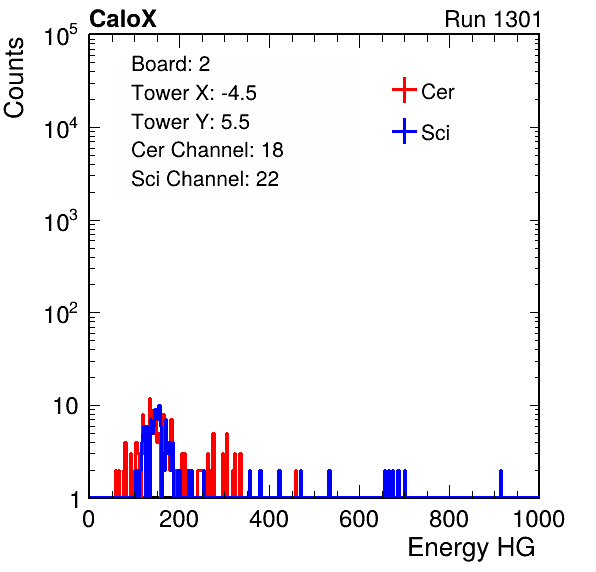 CaloX Run 1301
Counts
Board: 2
Tower X: -4.5
Tower Y: 5.5
Cer Channel: 18
Sci Channel: 22
Cer
Sci
10^5
10^4
10^3
10^2
10
1
0 200 400 600 800 1000
Energy HG